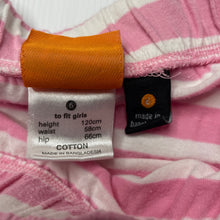 6
to fit girls
height 120cm
waist 58cm
hip 66cm
COTTON
MADE IN BANGLADESH
made in